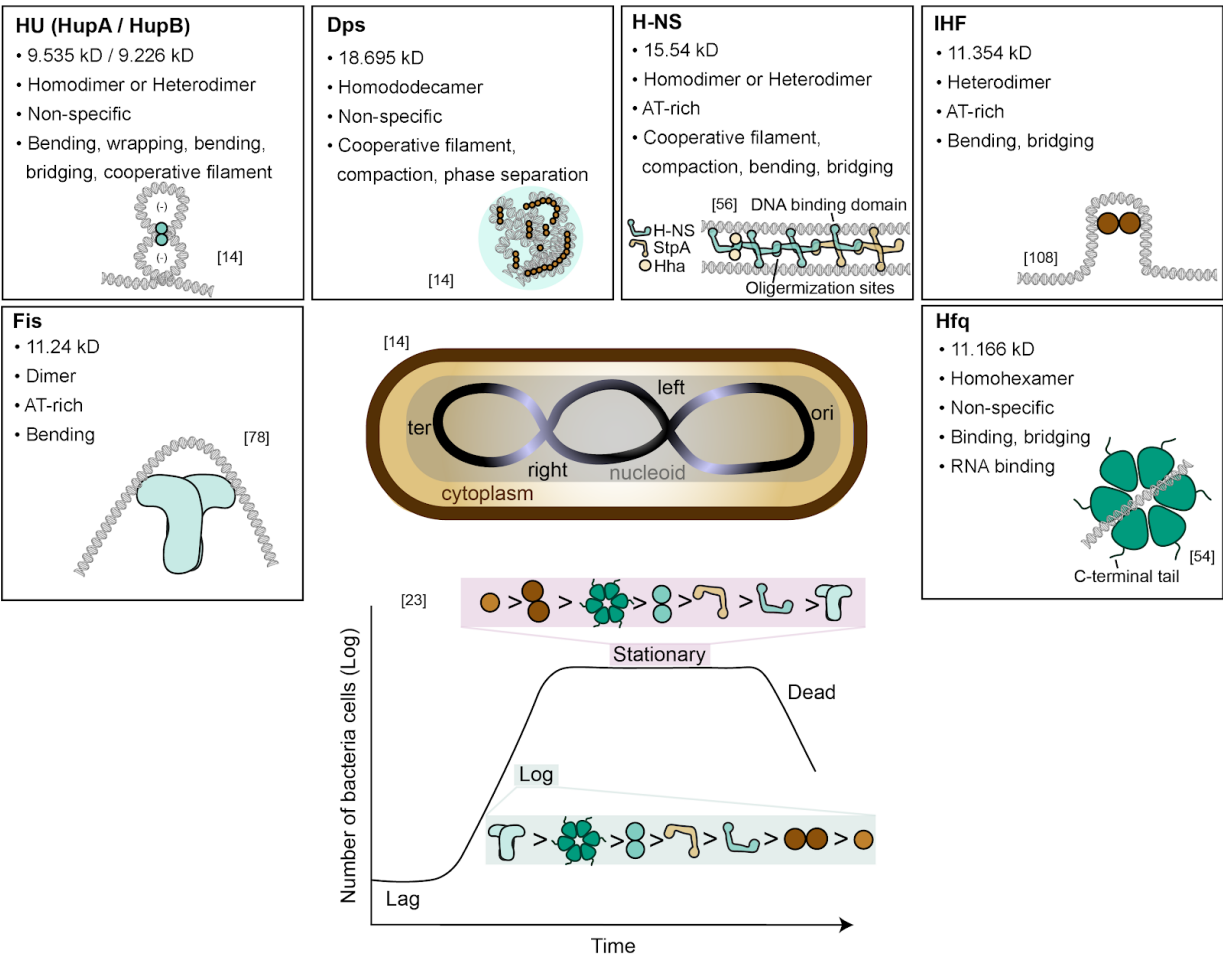 HU (HupA / HupB)
• 9.535 kD / 9.226 kD
• Homodimer or Heterodimer
• Non-specific
• Bending, wrapping, bending,
bridging, cooperative filament
(-)
(-)
[14]
Dps
• 18.695 kD
• Homododecamer
• Non-specific
• Cooperative filament,
compaction, phase separation
[14]
H-NS
• 15.54 kD
• Homodimer or Heterodimer
• AT-rich
• Cooperative filament,
compaction, bending, bridging
[56]
DNA binding domain
H-NS
StpA
Hha
Oligermization sites
IHF
• 11.354 kD
• Heterodimer
• AT-rich
• Bending, bridging
[108]
Fis
• 11.24 kD
• Dimer
• AT-rich
• Bending
[78]
[14]
left
ter
ori
right
nucleoid
cytoplasm
Hfq
• 11.166 kD
• Homohexamer
• Non-specific
• Binding, bridging
• RNA binding
[54]
C-terminal tail
[23]
> > > > > >
Stationary
Dead
Log
> > > > > >
Lag
Number of bacteria cells (Log)
Time